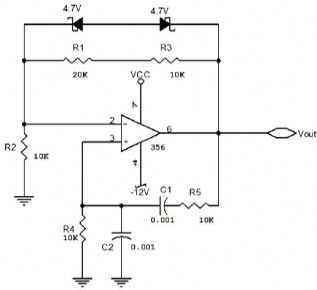 4.7V 4.7V
R1 R3
20K 10K
VCC
7
2 - 6
3 +
356
4
-12V
R2
10K
Vout
C1 R5
0.001 10K
R4
10K
C2 0.001